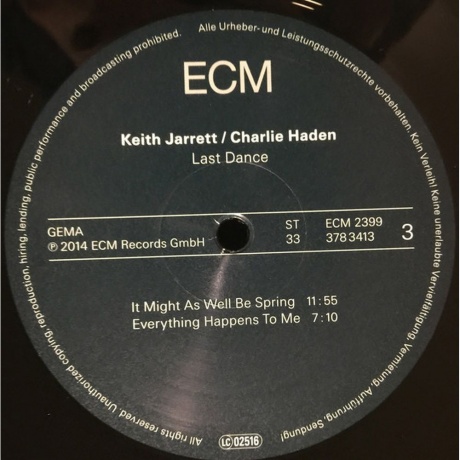 ECM
Keith Jarrett / Charlie Haden
Last Dance
GEMA
℗ 2014 ECM Records GmbH
ST
33
ECM 2399
378 3413
3
It Might As Well Be Spring 11:55
Everything Happens To Me 7:10
LC 02516
Alle Urheber- und Leistungsschutzrechte vorbehalten. Kein Verleih! Keine unerlaubte Vervielfältigung, Vermietung, Aufführung, Sendung!
All rights reserved. Unauthorized copying, reproduction, hiring, lending, public performance and broadcasting prohibited.